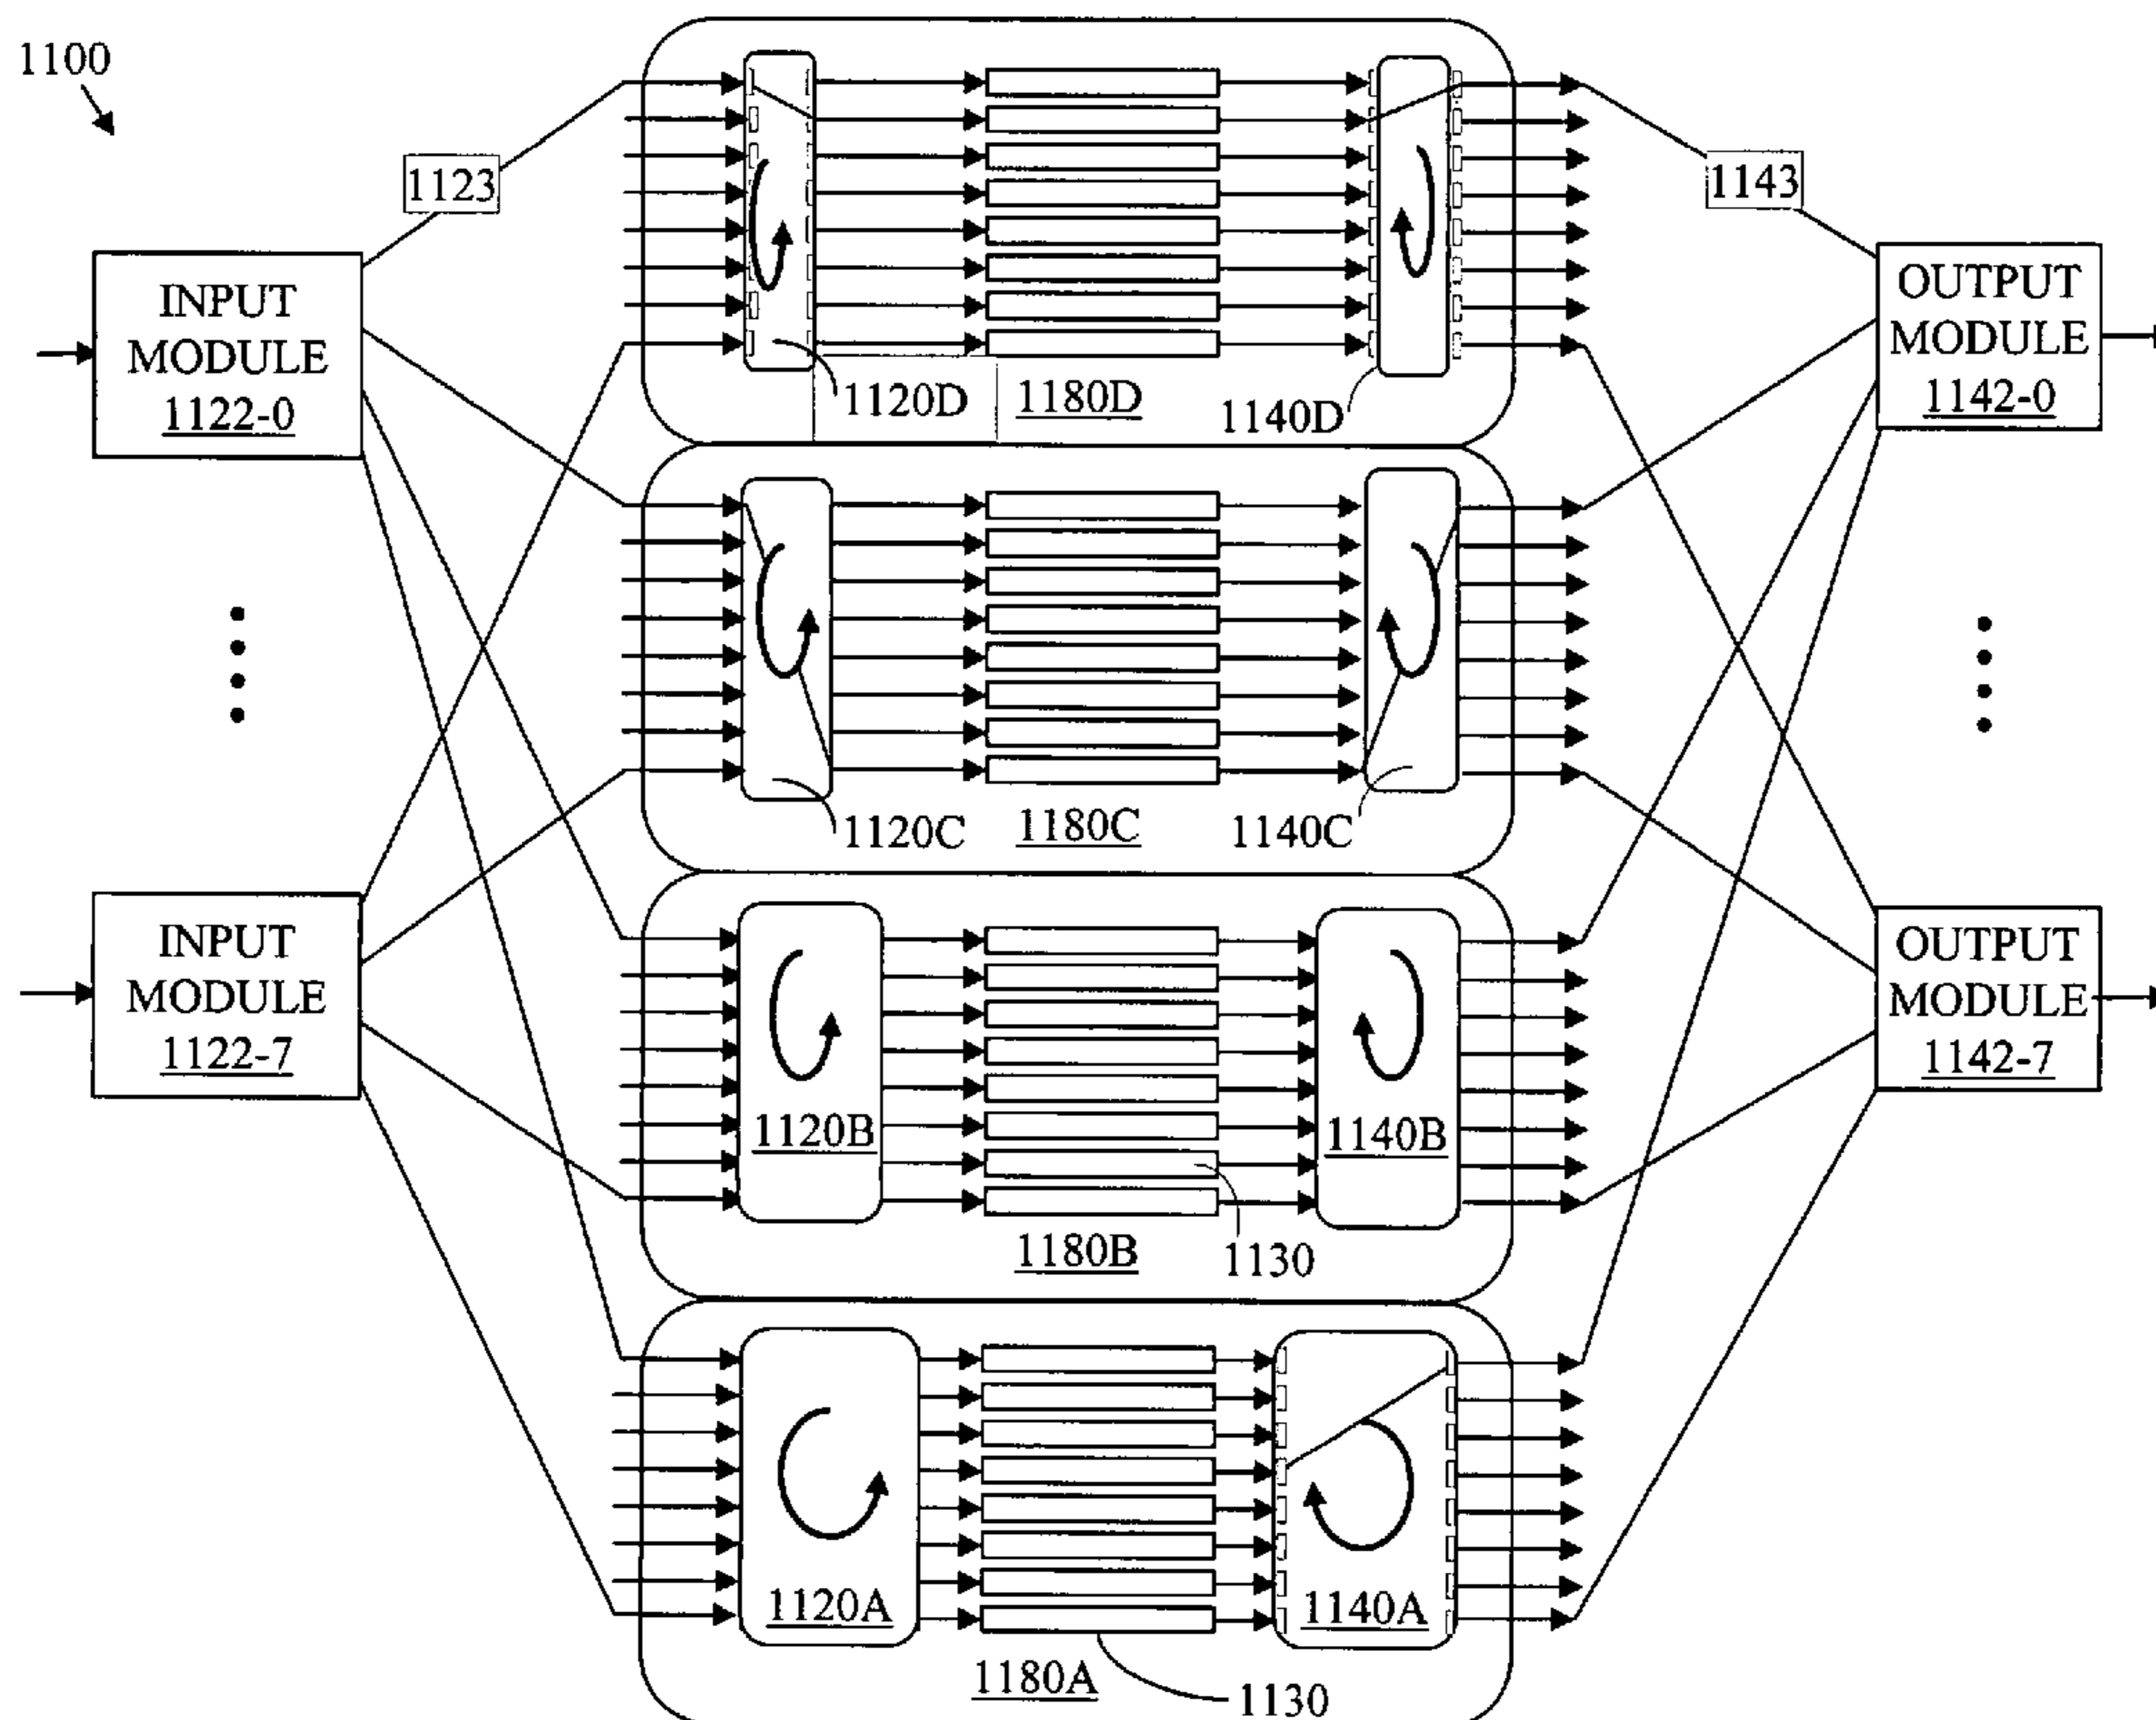 1100
1123
1143
INPUT
MODULE
1122-0
OUTPUT
MODULE
1142-0
1120D
1180D
1140D
1120C
1180C
1140C
INPUT
MODULE
1122-7
OUTPUT
MODULE
1142-7
1120B
1140B
1180B
1130
1120A
1140A
1180A
1130